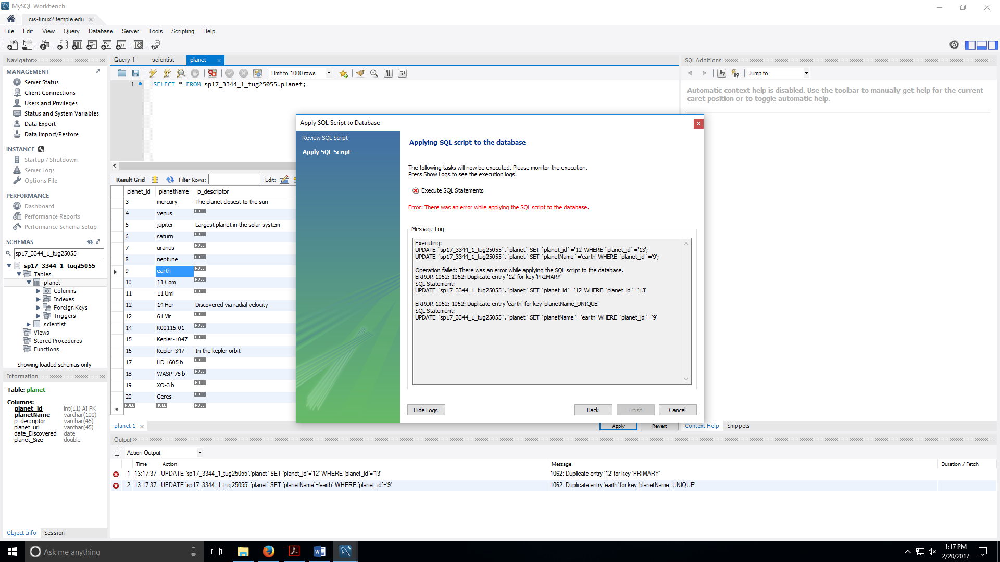 MySQL Workbench
cis-linux2.temple.edu
File Edit View Query Database Server Tools Scripting Help
Navigator
MANAGEMENT
Server Status
Client Connections
Users and Privileges
Status and System Variables
Data Export
Data Import/Restore
INSTANCE
Startup / Shutdown
Server Logs
Options File
PERFORMANCE
Dashboard
Performance Reports
Performance Schema Setup
SCHEMAS
sp17_3344_1_tug25055
sp17_3344_1_tug25055
Tables
planet
Columns
Indexes
Foreign Keys
Triggers
scientist
Views
Stored Procedures
Functions
Showing loaded schemas only
Information
Table: planet
Columns:
planet_id int(11) AI PK
planetName varchar(100)
p_descriptor varchar(45)
planet_url varchar(45)
date_Discovered date
planet_Size double
Object Info Session
Query 1 scientist planet
Limit to 1000 rows
1 SELECT * FROM sp17_3344_1_tug25055.planet;
Result Grid Filter Rows: Edit:
planet_id planetName p_descriptor
3 mercury The planet closest to the sun
4 venus NULL
5 jupiter Largest planet in the solar system
6 saturn NULL
7 uranus NULL
8 neptune NULL
9 earth NULL
10 11 Com NULL
11 11 Umi NULL
12 14 Her Discovered via radial velocity
12 61 Vir NULL
14 K00115.01 NULL
15 Kepler-1047 NULL
16 Kepler-347 In the kepler orbit
17 HD 1605 b NULL
18 WASP-75 b NULL
19 XO-3 b NULL
20 Ceres NULL
* NULL NULL NULL
planet 1
Apply Revert
SQLAdditions
Jump to
Automatic context help is disabled. Use the toolbar to manually get help for the current
caret position or to toggle automatic help.
Context Help Snippets
Apply SQL Script to Database
x
Review SQL Script
Apply SQL Script
Applying SQL script to the database
The following tasks will now be executed. Please monitor the execution.
Press Show Logs to see the execution logs.
Execute SQL Statements
Error: There was an error while applying the SQL script to the database.
Message Log
Executing:
UPDATE `sp17_3344_1_tug25055`.`planet` SET `planet_id`='12' WHERE `planet_id`='13';
UPDATE `sp17_3344_1_tug25055`.`planet` SET `planetName`='earth' WHERE `planet_id`='9';
Operation failed: There was an error while applying the SQL script to the database.
ERROR 1062: 1062: Duplicate entry '12' for key 'PRIMARY'
SQL Statement:
UPDATE `sp17_3344_1_tug25055`.`planet` SET `planet_id`='12' WHERE `planet_id`='13'
ERROR 1062: 1062: Duplicate entry 'earth' for key 'planetName_UNIQUE'
SQL Statement:
UPDATE `sp17_3344_1_tug25055`.`planet` SET `planetName`='earth' WHERE `planet_id`='9'
Hide Logs Back Finish Cancel
Output
Action Output
Time Action Message Duration / Fetch
1 13:17:37 UPDATE `sp17_3344_1_tug25055`.`planet` SET `planet_id`='12' WHERE `planet_id`='13' 1062: Duplicate entry '12' for key 'PRIMARY'
2 13:17:37 UPDATE `sp17_3344_1_tug25055`.`planet` SET `planetName`='earth' WHERE `planet_id`='9' 1062: Duplicate entry 'earth' for key 'planetName_UNIQUE'
Ask me anything
1:17 PM
2/20/2017